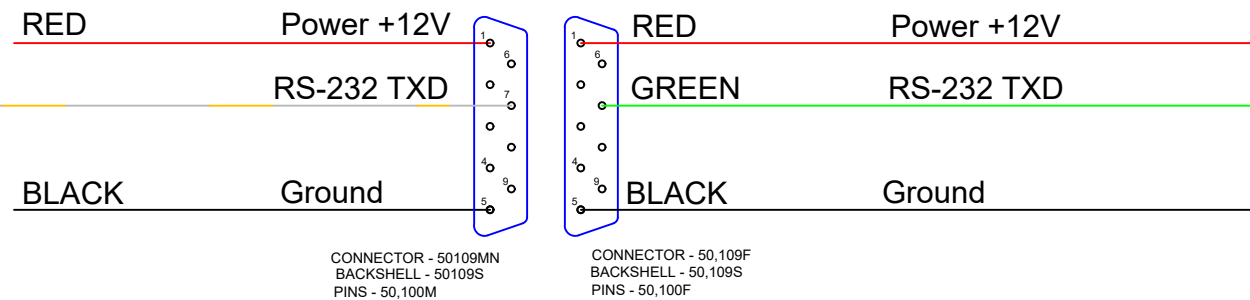 RED Power +12V 1 1 RED Power +12V
6 6
RS-232 TXD 7 GREEN RS-232 TXD
4 4
9 9
BLACK Ground 5 5 BLACK Ground
CONNECTOR - 50109MN
BACKSHELL - 50109S
PINS - 50,100M
CONNECTOR - 50,109F
BACKSHELL - 50,109S
PINS - 50,100F